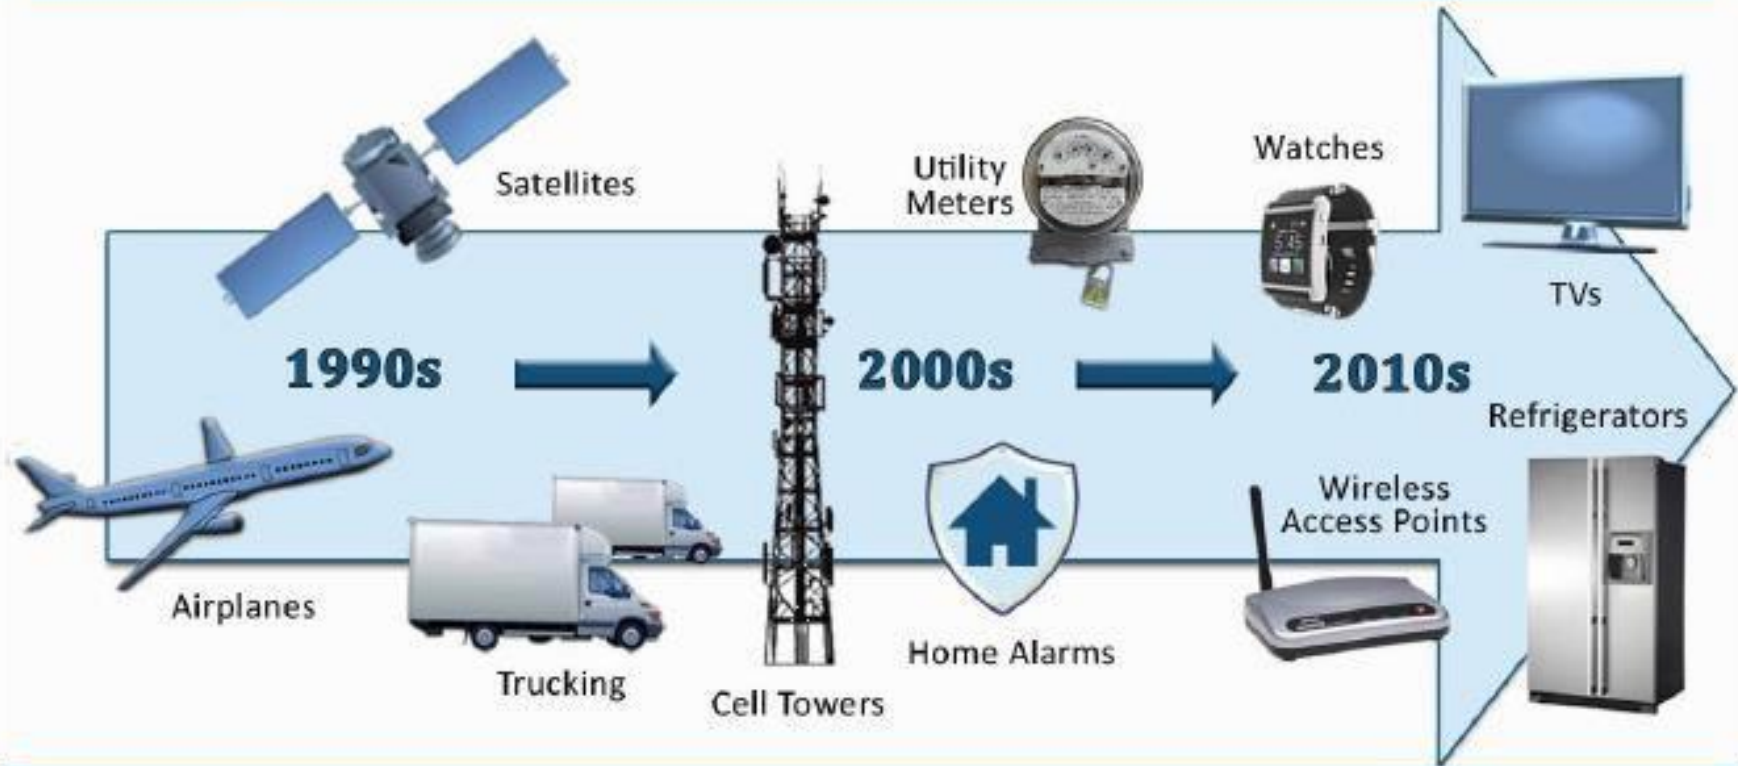 Satellites
Utility
Meters
Watches
TVs
1990s
2000s
2010s
Refrigerators
Airplanes
Trucking
Cell Towers
Home Alarms
Wireless
Access Points